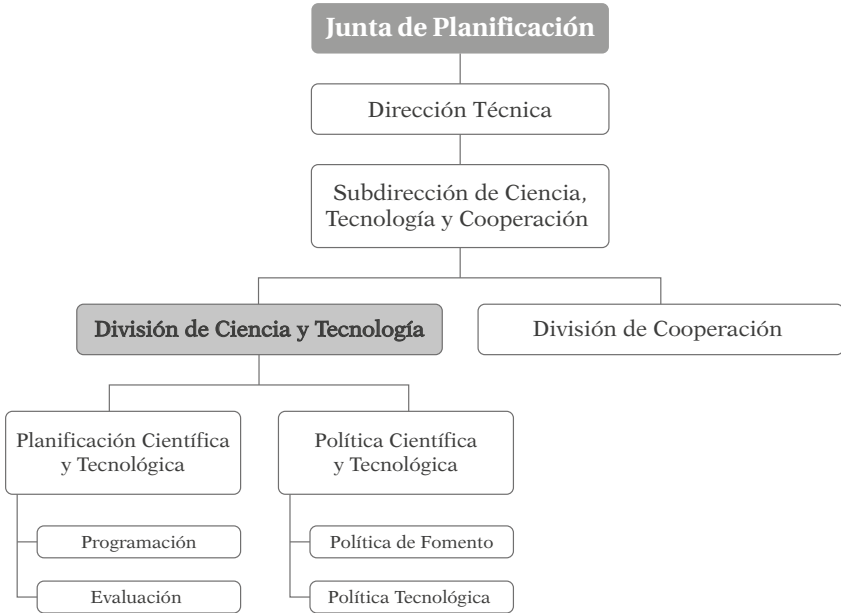 Junta de Planificación
Dirección Técnica
Subdirección de Ciencia,
Tecnología y Cooperación
División de Ciencia y Tecnología
División de Cooperación
Planificación Científica
y Tecnológica
Política Científica
y Tecnológica
Programación
Política de Fomento
Evaluación
Política Tecnológica